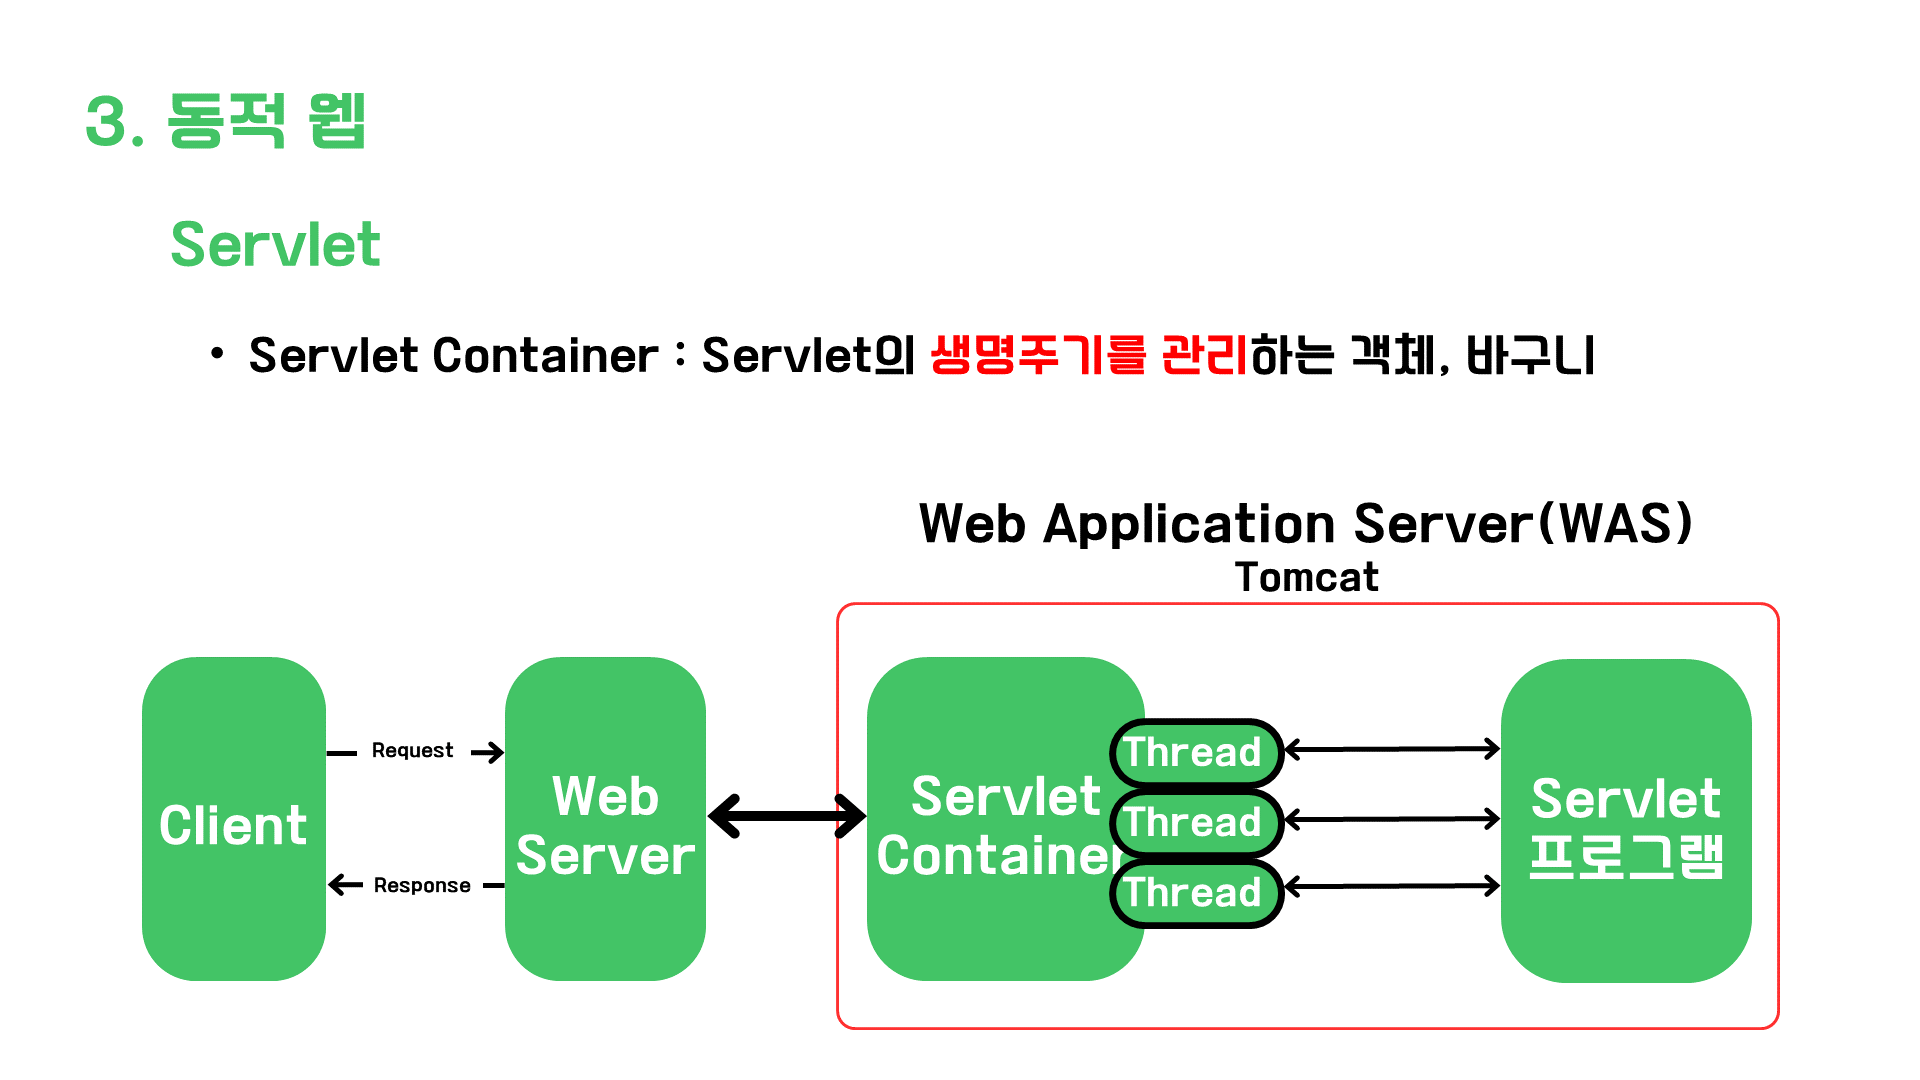 3. 동적 웹
Servlet
• Servlet Container : Servlet의 생명주기를 관리하는 객체, 바구니
Web Application Server(WAS)
Tomcat
Client
Request
Response
Web
Server
Servlet
Container
Thread
Thread
Thread
Servlet
프로그램